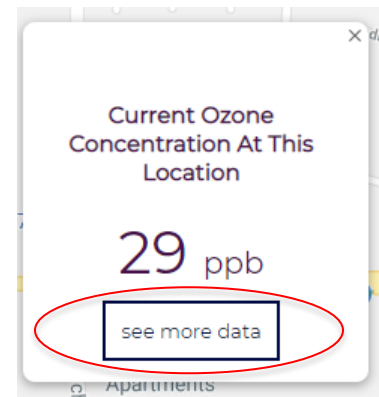 Current Ozone
Concentration At This
Location
29 ppb
see more data
Apartments